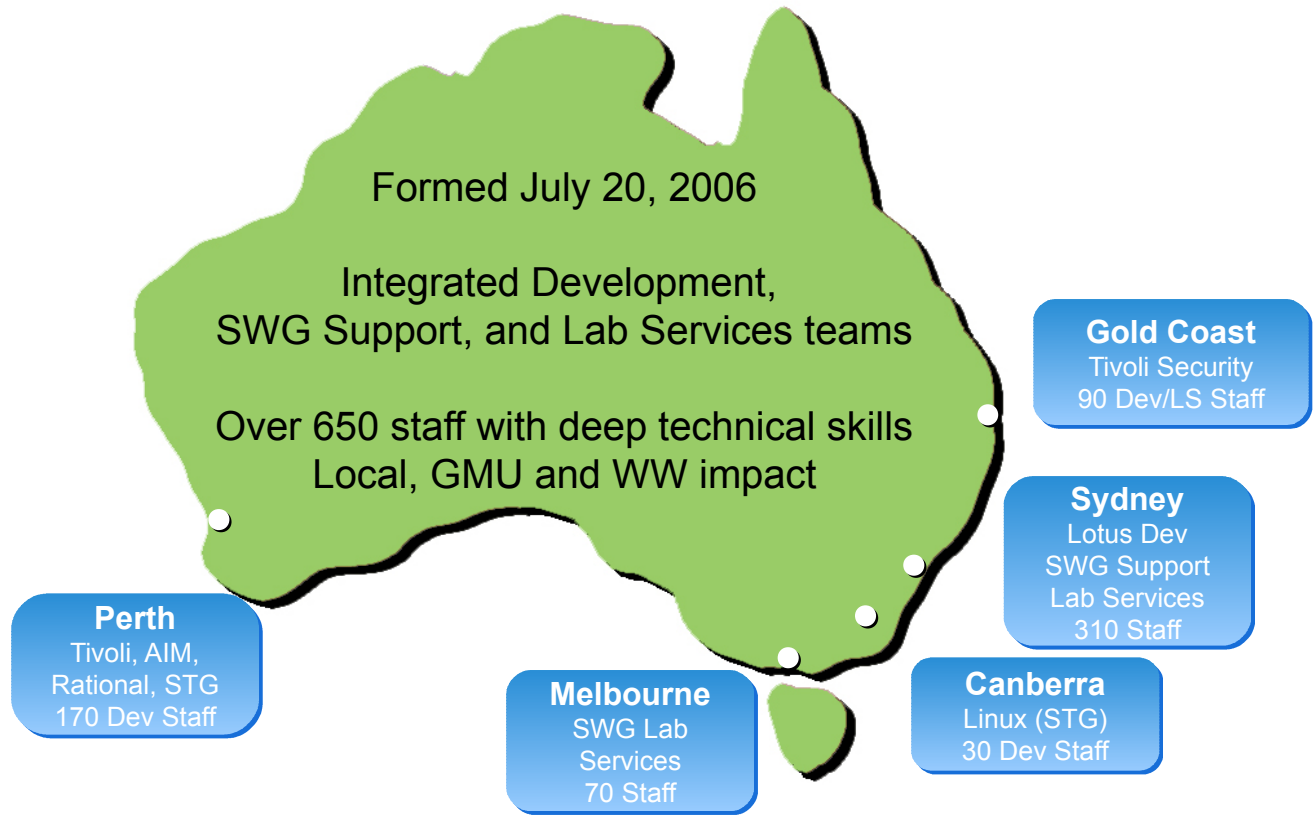 Formed July 20, 2006
Integrated Development,
SWG Support, and Lab Services teams
Over 650 staff with deep technical skills
Local, GMU and WW impact
Gold Coast
Tivoli Security
90 Dev/LS Staff
Sydney
Lotus Dev
SWG Support
Lab Services
310 Staff
Perth
Tivoli, AIM,
Rational, STG
170 Dev Staff
Melbourne
SWG Lab
Services
70 Staff
Canberra
Linux (STG)
30 Dev Staff